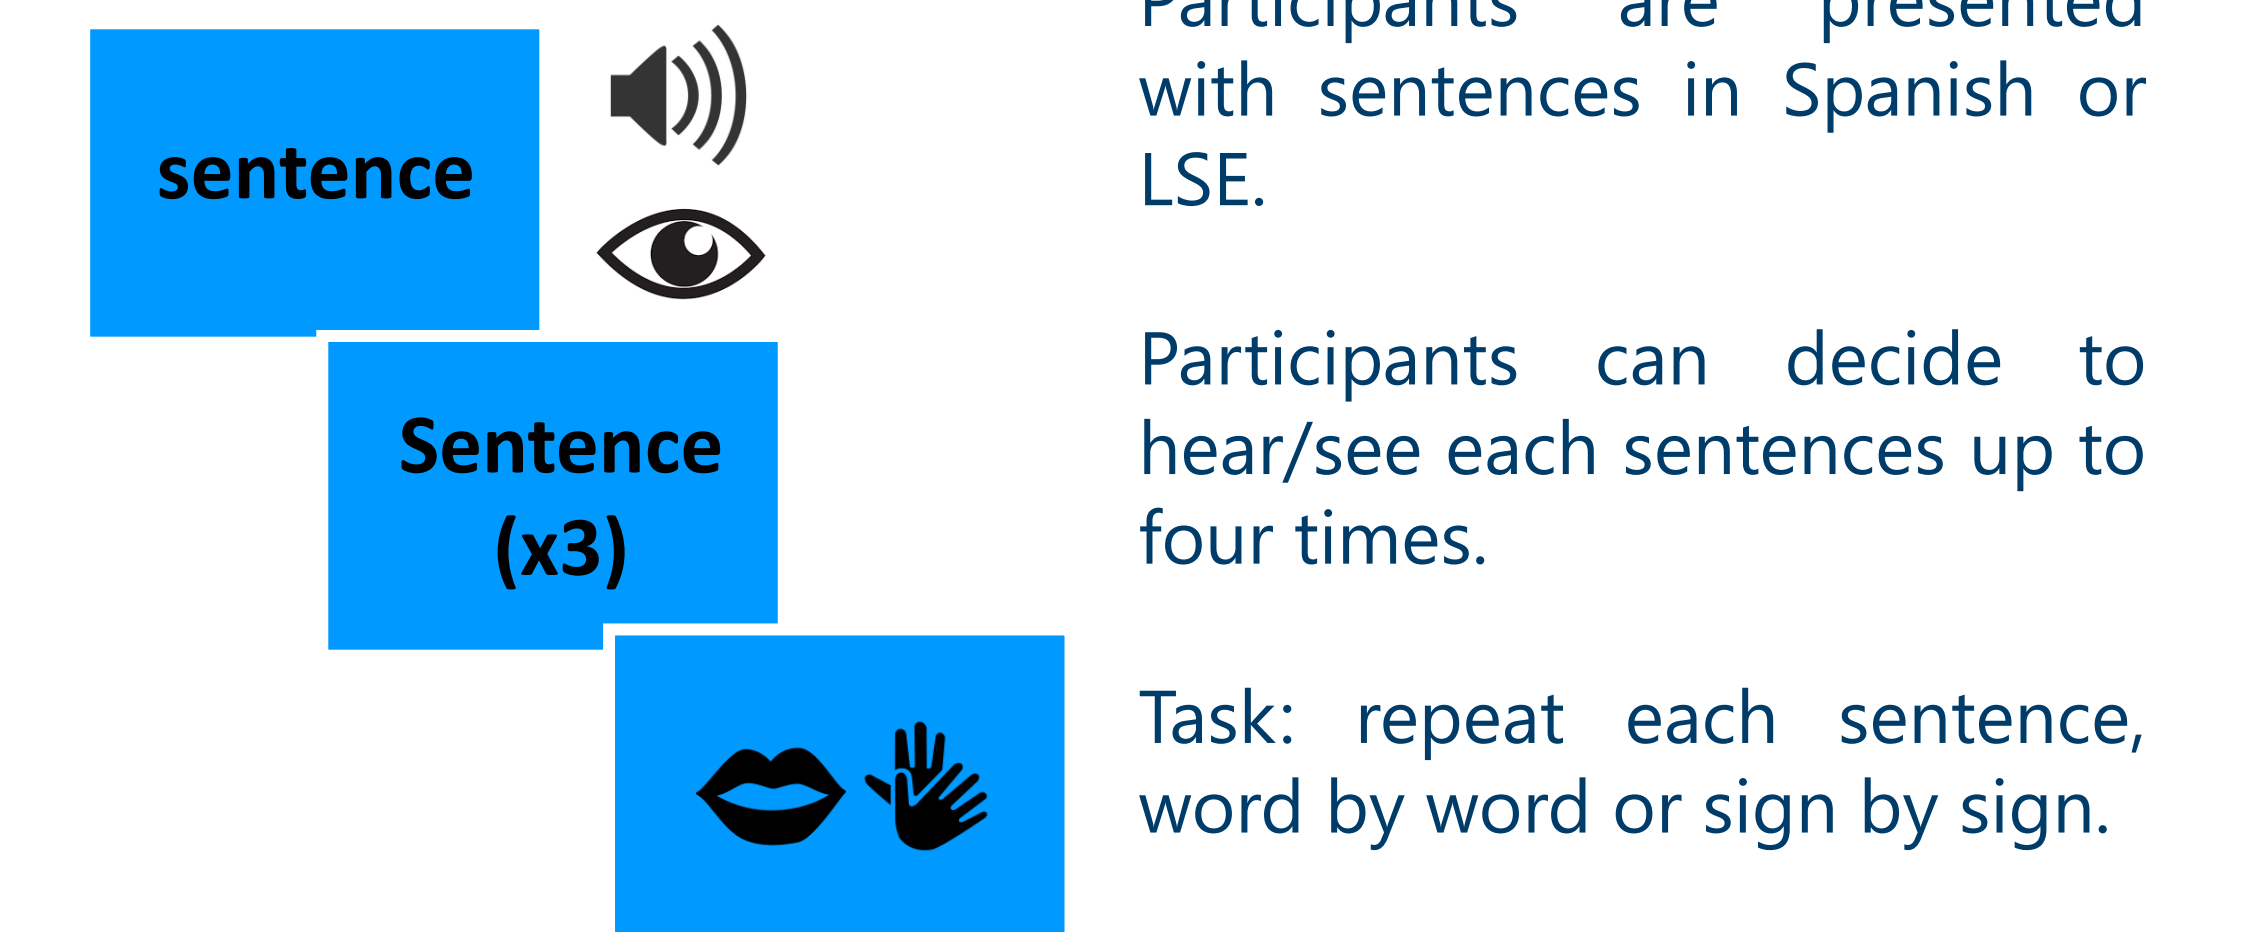 sentence
Sentence
(x3)
Participants are presented
with sentences in Spanish or
LSE.
Participants can decide to
hear/see each sentences up to
four times.
Task: repeat each sentence,
word by word or sign by sign.